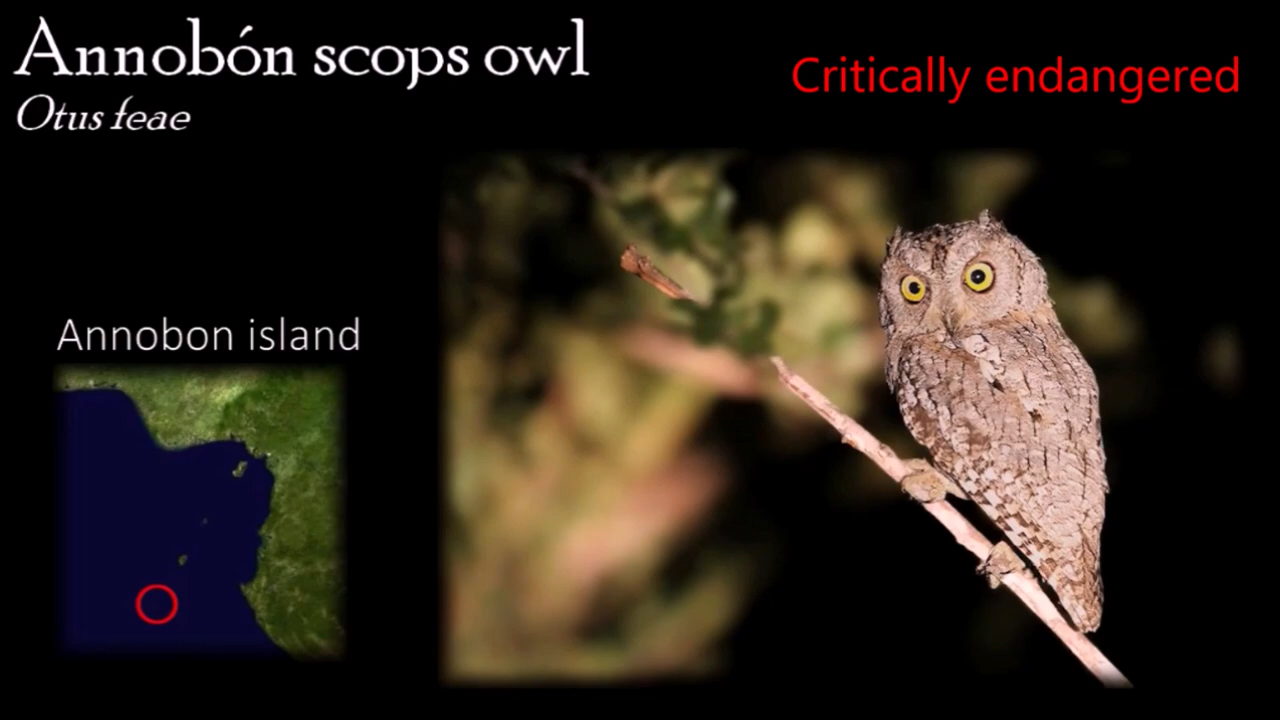 Annobón scops owl
Otus feae
Critically endangered
Annobon island